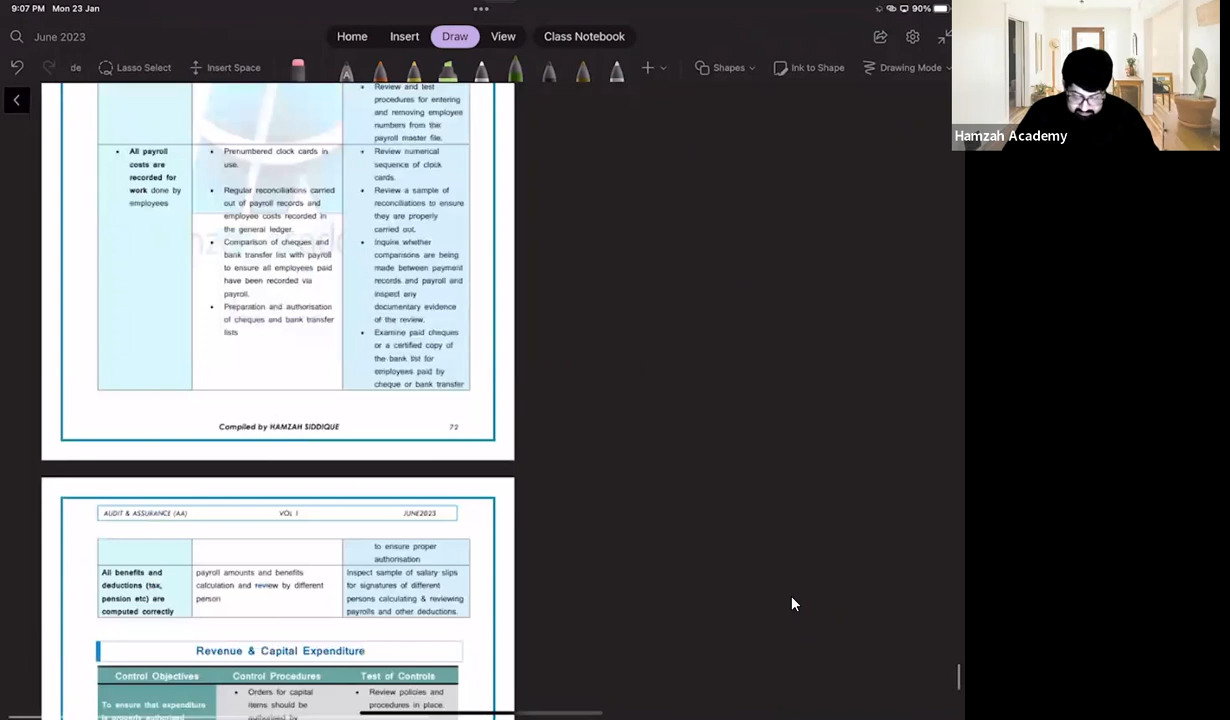 9:07 PM Mon 23 Jan
90%
June 2023
Home Insert Draw View Class Notebook
de Lasso Select Insert Space
Shapes Ink to Shape Drawing Mode
Hamzah Academy
• Review and test
procedures for entering
and removing employee
numbers from the
payroll master file.
• All payroll
costs are
recorded for
work done by
employees
• Prenumbered clock cards in
use.
• Regular reconciliations carried
out of payroll records and
employee costs recorded in
the general ledger.
• Comparison of cheques and
bank transfer list with payroll
to ensure all employees paid
have been recorded via
payroll.
• Preparation and authorisation
of cheques and bank transfer
lists
• Review numerical
sequence of clock
cards.
• Review a sample of
reconciliations to ensure
they are properly
carried out.
• Inquire whether
comparisons are being
made between payment
records and payroll and
inspect any
documentary evidence
of the review.
• Examine paid cheques
or a certified copy of
the bank list for
employees paid by
cheque or bank transfer
Compiled by HAMZAH SIDDIQUE 72
AUDIT & ASSURANCE (AA) VOL 1 JUNE2023
to ensure proper
authorisation
All benefits and
deductions (tax,
pension etc) are
computed correctly
payroll amounts and benefits
calculation and review by different
person
Inspect sample of salary slips
for signatures of different
persons calculating & reviewing
payrolls and other deductions.
Revenue & Capital Expenditure
Control Objectives Control Procedures Test of Controls
To ensure that expenditure
• Orders for capital
items should be
authorised by
• Review policies and
procedures in place.